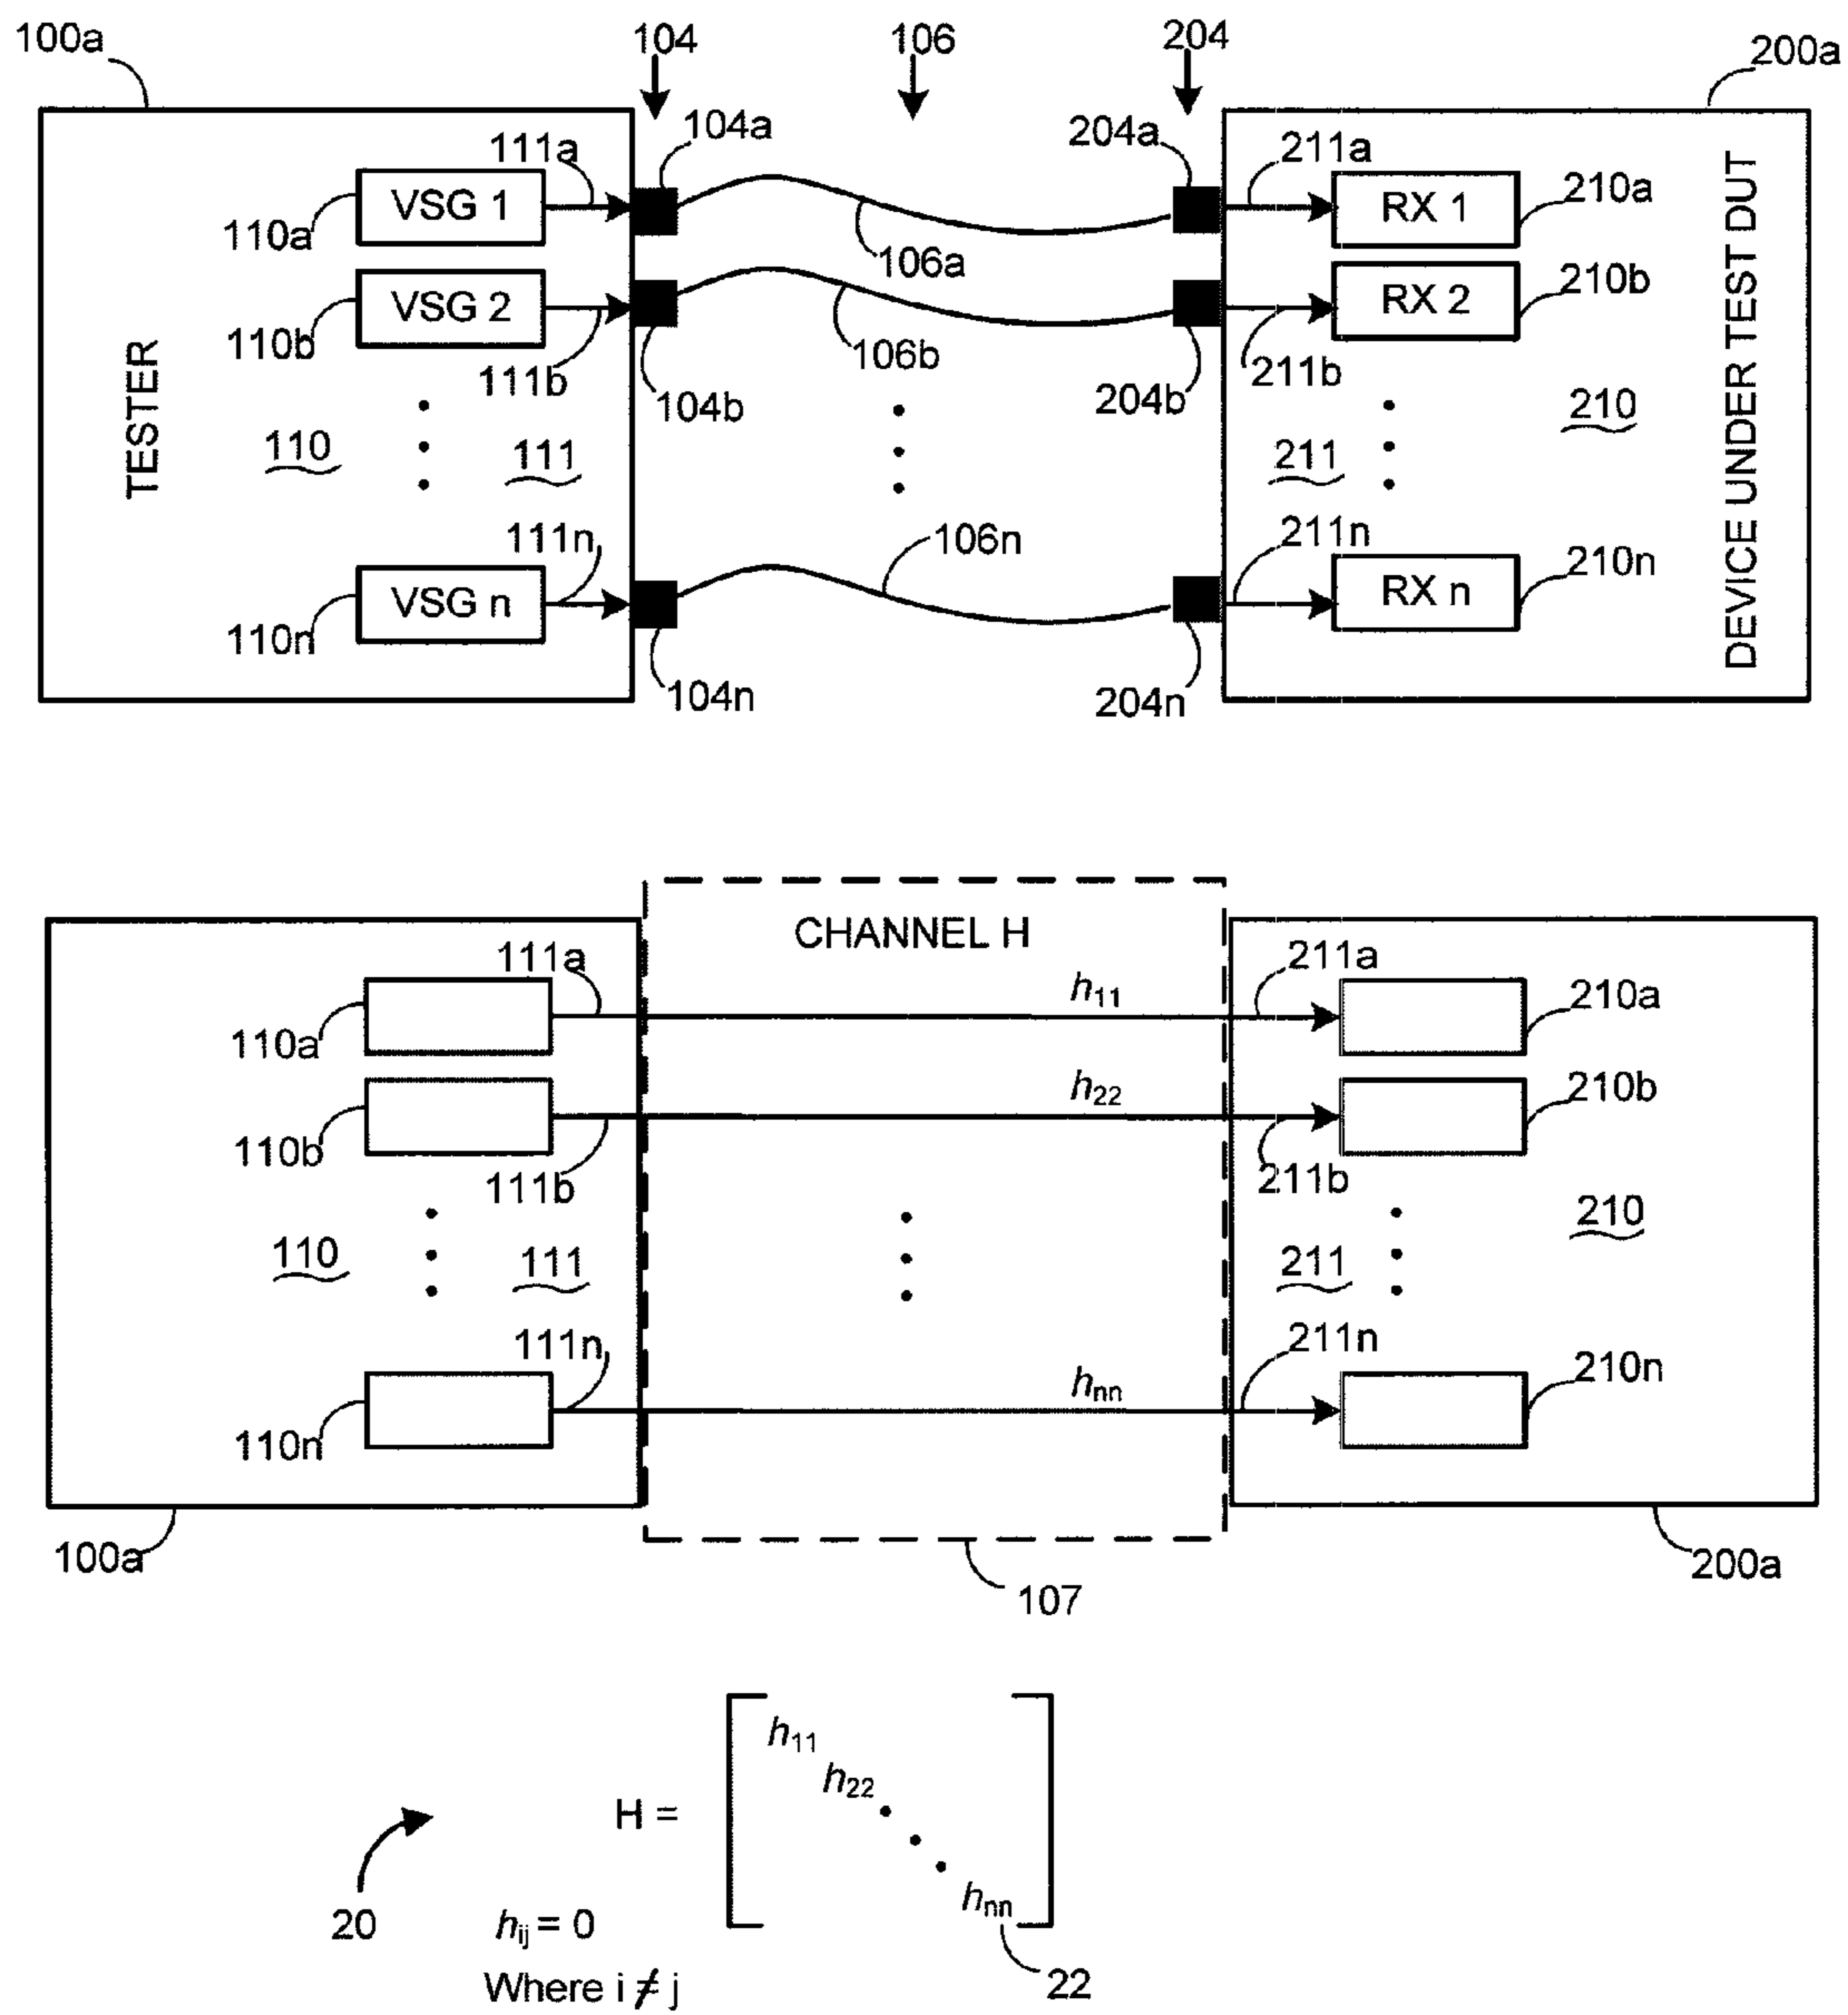 100a 104 106 204 200a
104a 204a
111a 211a
VSG 1 RX 1 210a
110a
106a
VSG 2 RX 2 210b
110b 106b
111b 104b 204b 211b
TESTER
DEVICE UNDER TEST DUT
110 111 211 210
111n 106n 211n
VSG n RX n 210n
110n
104n 204n
CHANNEL H
111a h11 211a 210a
110a
h22 210b
110b 111b 211b
110 111 211 210
111n hnn 211n 210n
110n
100a 200a
107
h11
h22
H =
hnn
20 hij = 0
22
Where i ≠ j